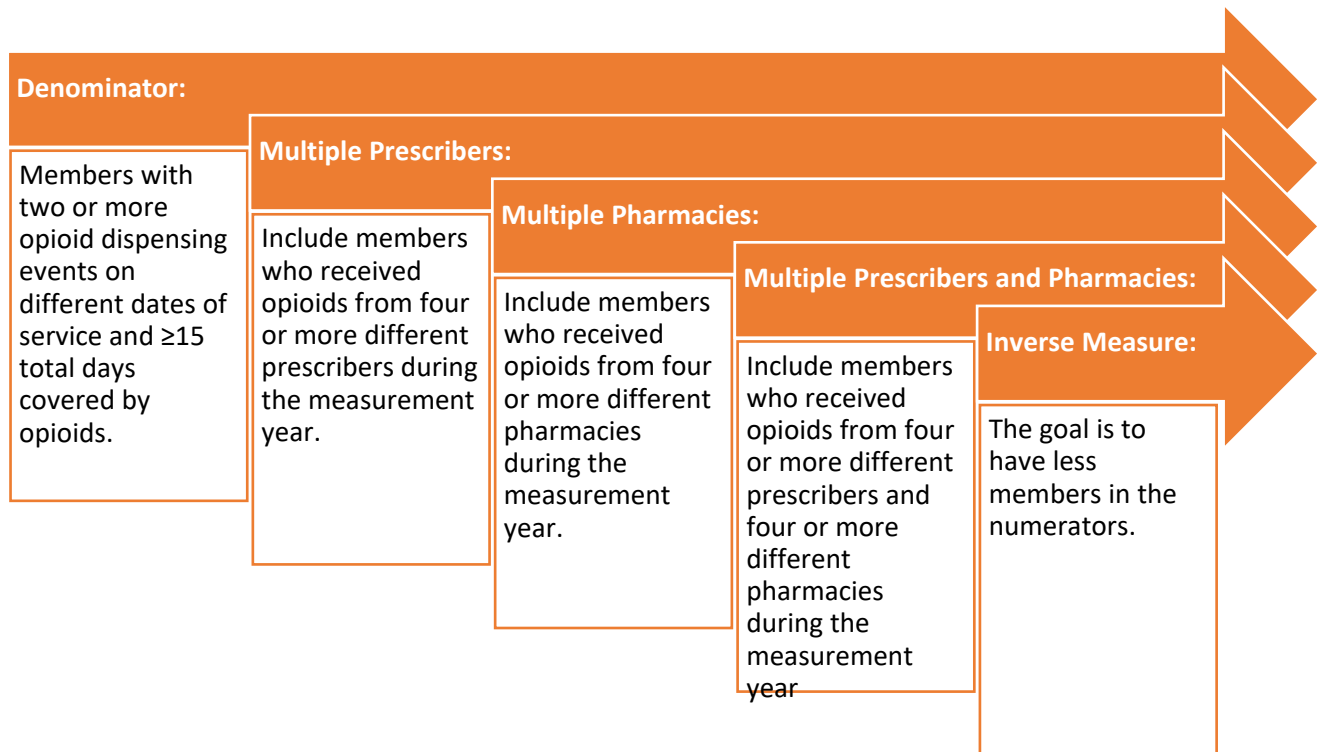 Denominator:
Members with
two or more
opioid dispensing
events on
different dates of
service and ≥15
total days
covered by
opioids.
Multiple Prescribers:
Include members
who received
opioids from four
or more different
prescribers during
the measurement
year.
Multiple Pharmacies:
Include members
who received
opioids from four
or more different
pharmacies
during the
measurement
year.
Multiple Prescribers and Pharmacies:
Include members
who received
opioids from four
or more different
prescribers and
four or more
different
pharmacies
during the
measurement
year
Inverse Measure:
The goal is to
have less
members in the
numerators.